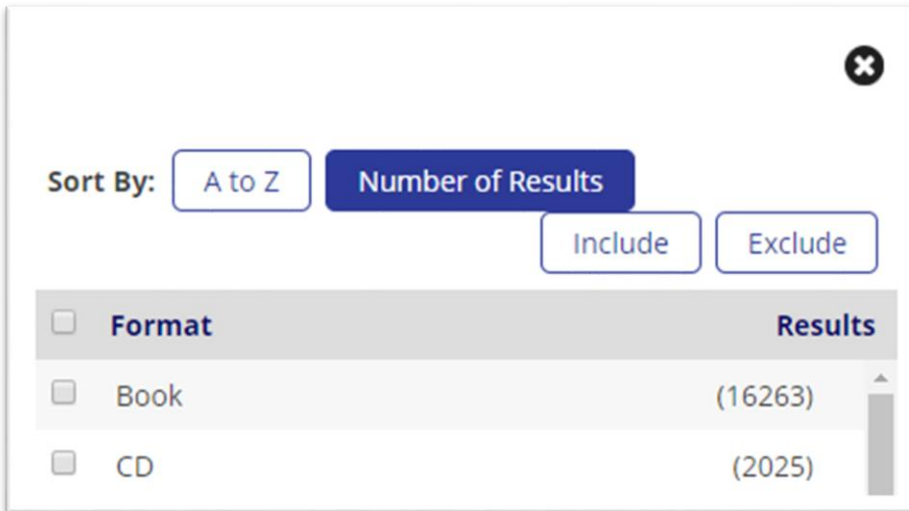 Sort By: A to Z Number of Results
Include Exclude
Format Results
Book (16263)
CD (2025)